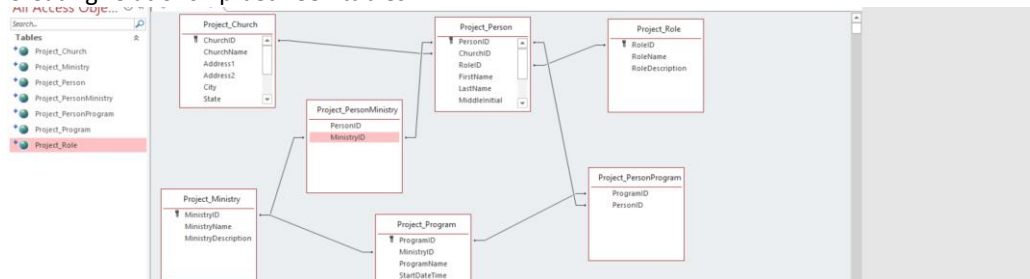 All Access Obje...
Search...
Tables
Project_Church
Project_Ministry
Project_Person
Project_PersonMinistry
Project_PersonProgram
Project_Program
Project_Role
Project_Church
ChurchID
ChurchName
Address1
Address2
City
State
Project_Person
PersonID
ChurchID
RoleID
FirstName
LastName
MiddleInitial
Project_Role
RoleID
RoleName
RoleDescription
Project_PersonMinistry
PersonID
MinistryID
Project_PersonProgram
ProgramID
PersonID
Project_Ministry
MinistryID
MinistryName
MinistryDescription
Project_Program
ProgramID
MinistryID
ProgramName
StartDateTime